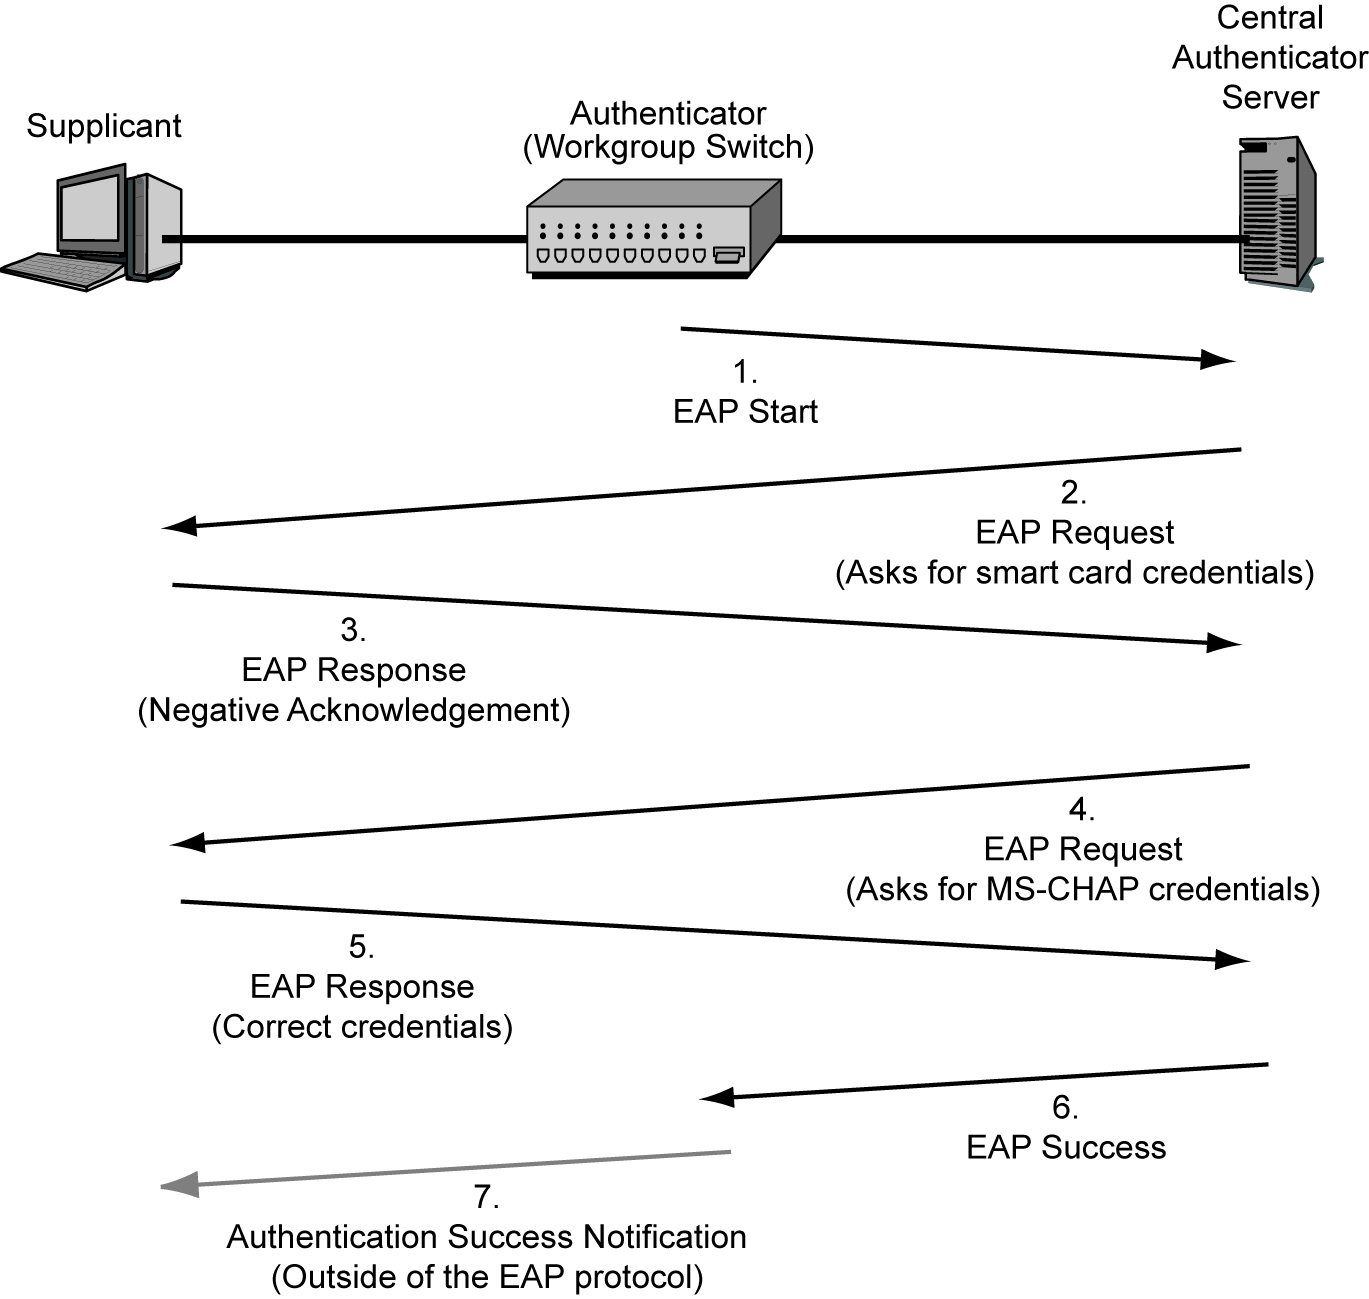 Central
Authenticator
Server
Authenticator
(Workgroup Switch)
Supplicant
1.
EAP Start
2.
EAP Request
(Asks for smart card credentials)
3.
EAP Response
(Negative Acknowledgement)
4.
EAP Request
(Asks for MS-CHAP credentials)
5.
EAP Response
(Correct credentials)
6.
EAP Success
7.
Authentication Success Notification
(Outside of the EAP protocol)